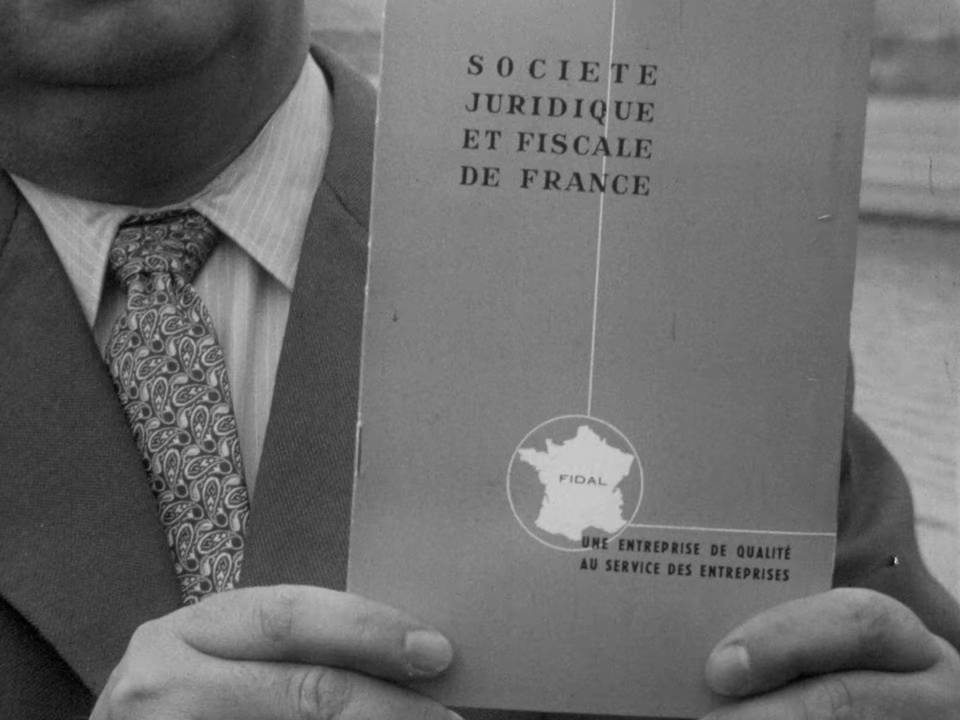 SOCIETE
JURIDIQUE
ET FISCALE
DE FRANCE
FIDAL
UNE ENTREPRISE DE QUALITÉ
AU SERVICE DES ENTREPRISES